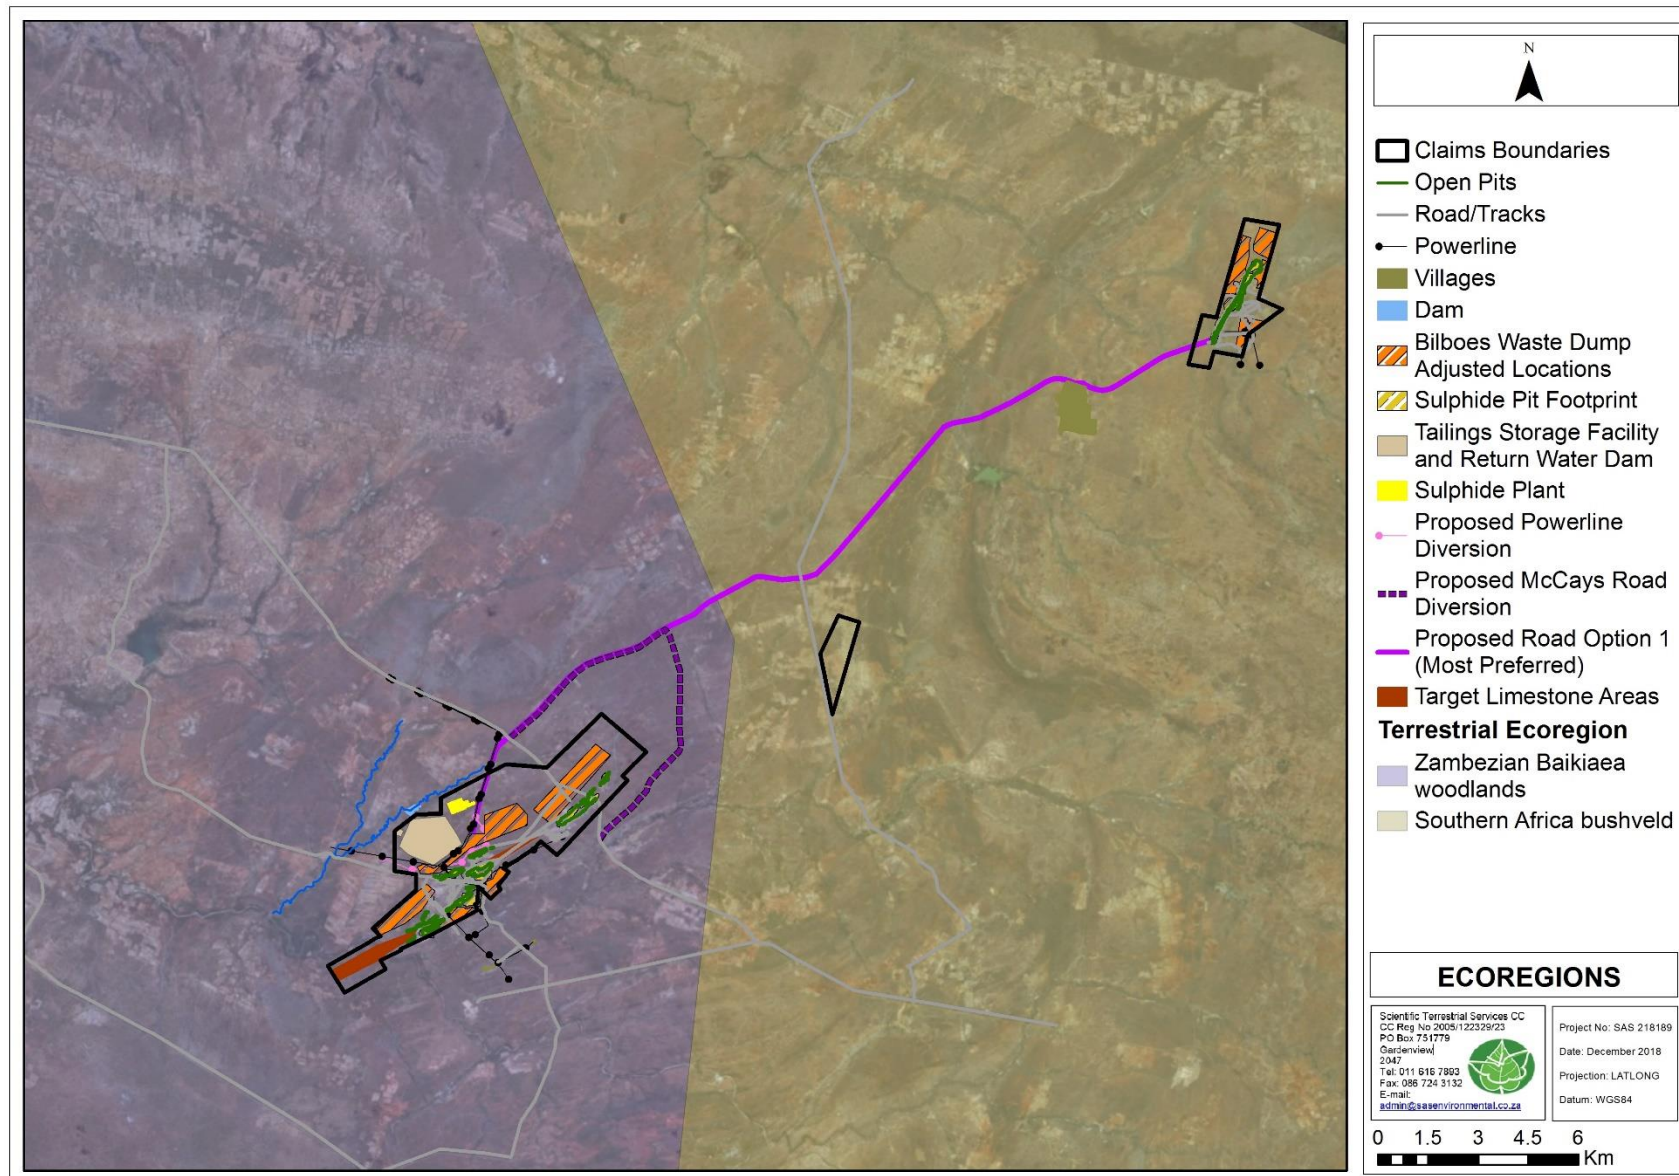 N
Claims Boundaries
Open Pits
Road/Tracks
Powerline
Villages
Dam
Bilboes Waste Dump
Adjusted Locations
Sulphide Pit Footprint
Tailings Storage Facility
and Return Water Dam
Sulphide Plant
Proposed Powerline
Diversion
Proposed McCays Road
Diversion
Proposed Road Option 1
(Most Preferred)
Target Limestone Areas
Terrestrial Ecoregion
Zambezian Baikiaea
woodlands
Southern Africa bushveld
ECOREGIONS
Scientific Terrestrial Services CC
CC Reg No 2005/122329/23
PO Box 751779
Gardenview
2047
Tel: 011 616 7893
Fax: 086 724 3132
E-mail:
admin@sasenvironmental.co.za
Project No: SAS 218189
Date: December 2018
Projection: LATLONG
Datum: WGS84
0 1.5 3 4.5 6
Km